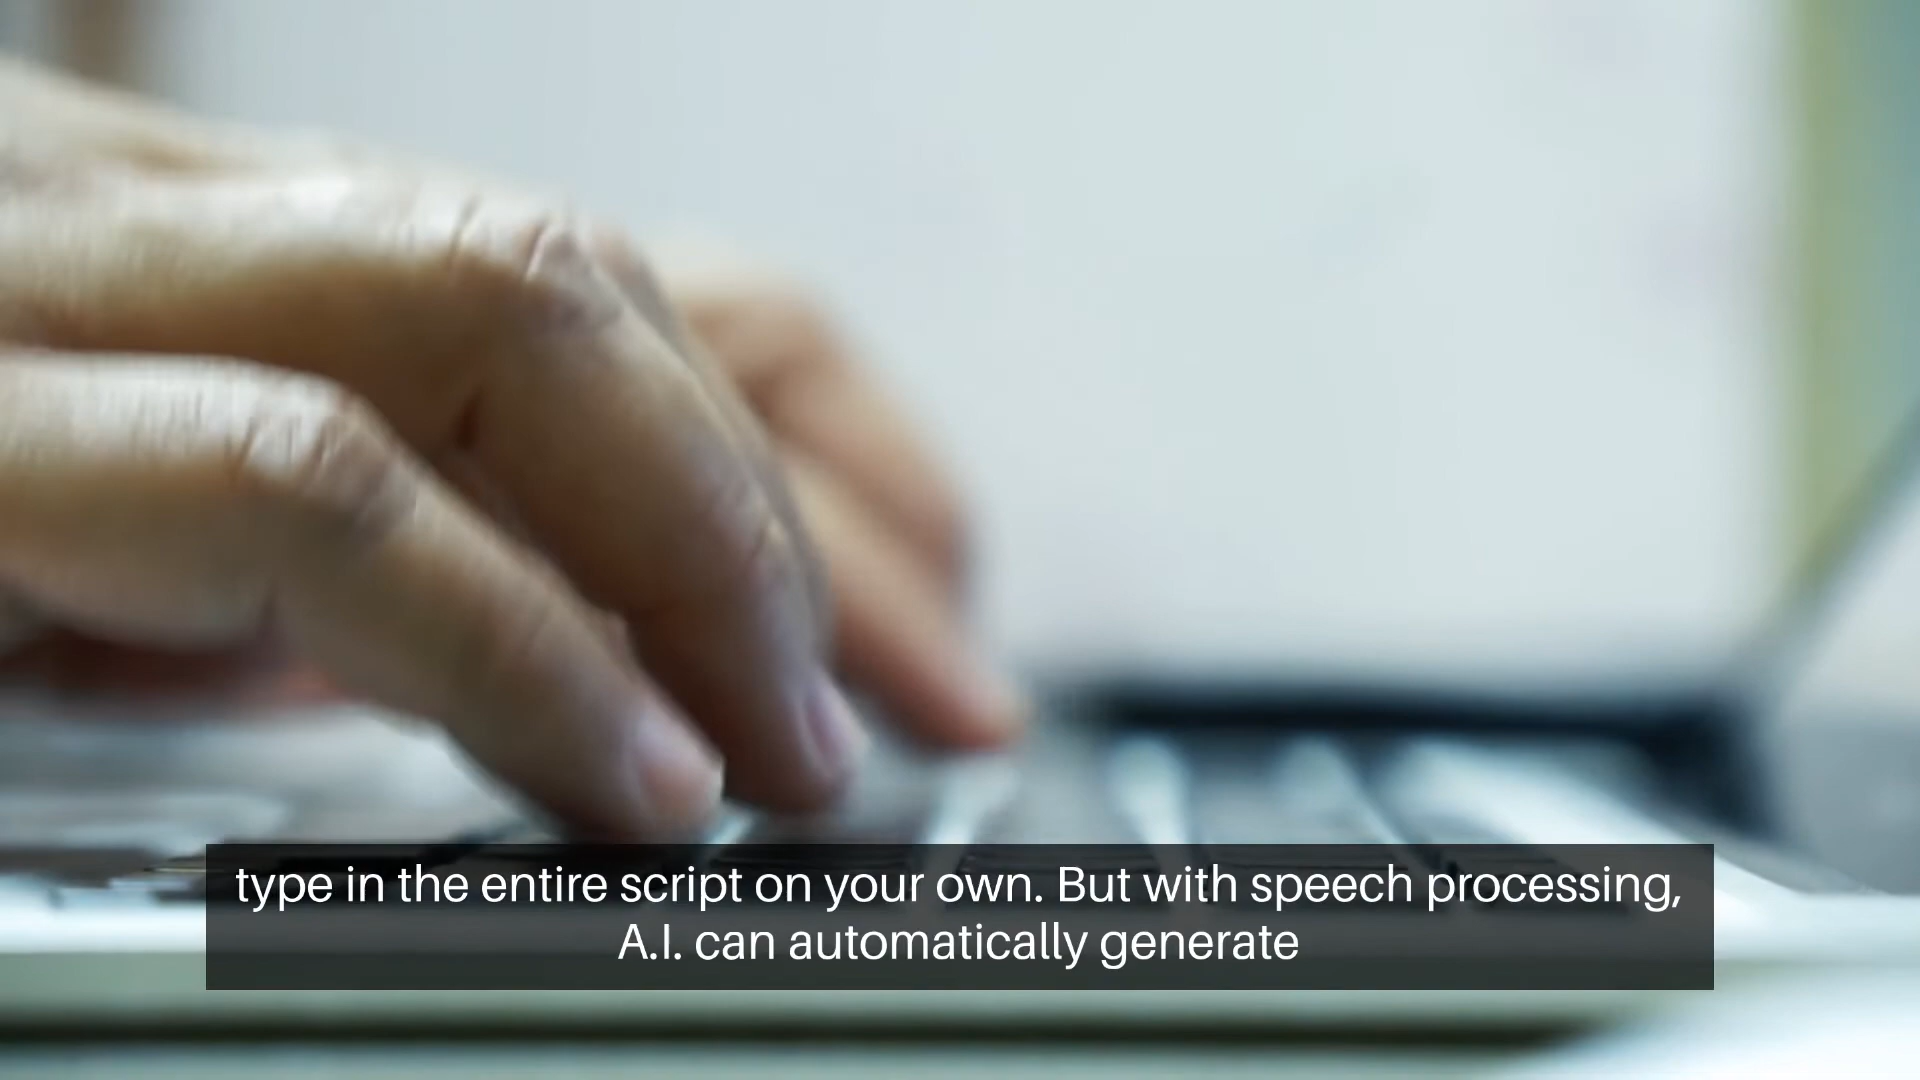 type in the entire script on your own. But with speech processing,
A.I. can automatically generate